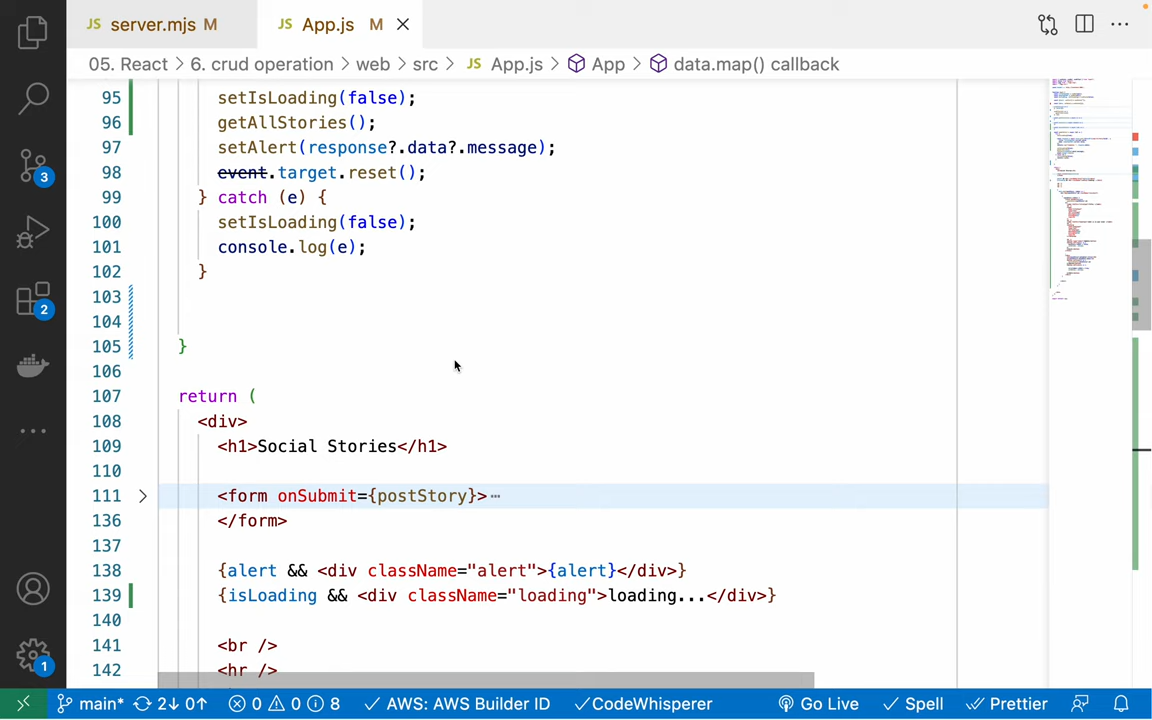 JS server.mjs M
JS App.js M
05. React > 6. crud operation > web > src > JS App.js > App > data.map() callback
95 setIsLoading(false);
96 getAllStories();
97 setAlert(response?.data?.message);
98 event.target.reset();
99 } catch (e) {
100 setIsLoading(false);
101 console.log(e);
102 }
103
104
105 }
106
107 return (
108 <div>
109 <h1>Social Stories</h1>
110
111 <form onSubmit={postStory}>…
136 </form>
137
138 {alert && <div className="alert">{alert}</div>}
139 {isLoading && <div className="loading">loading...</div>}
140
141 <br />
142 <hr />
3
2
1
main* 2↓ 0↑ 0 0 8 AWS: AWS Builder ID CodeWhisperer Go Live Spell Prettier